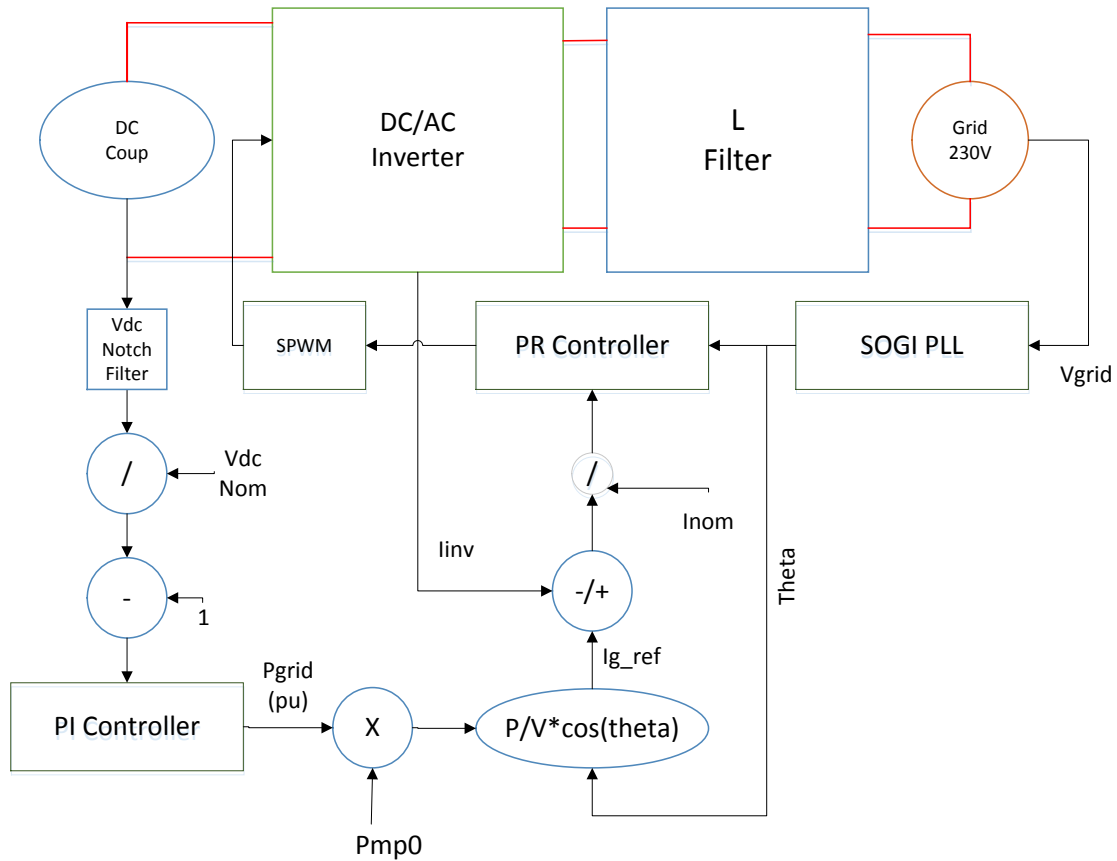 DC
Coup
DC/AC
Inverter
L
Filter
Grid
230V
Vdc
Notch
Filter
SPWM
PR Controller
SOGI PLL
Vgrid
/
Vdc
Nom
/
Inom
-
1
Iinv
-/+
Theta
Ig_ref
PI Controller
Pgrid
(pu)
X
P/V*cos(theta)
Pmp0